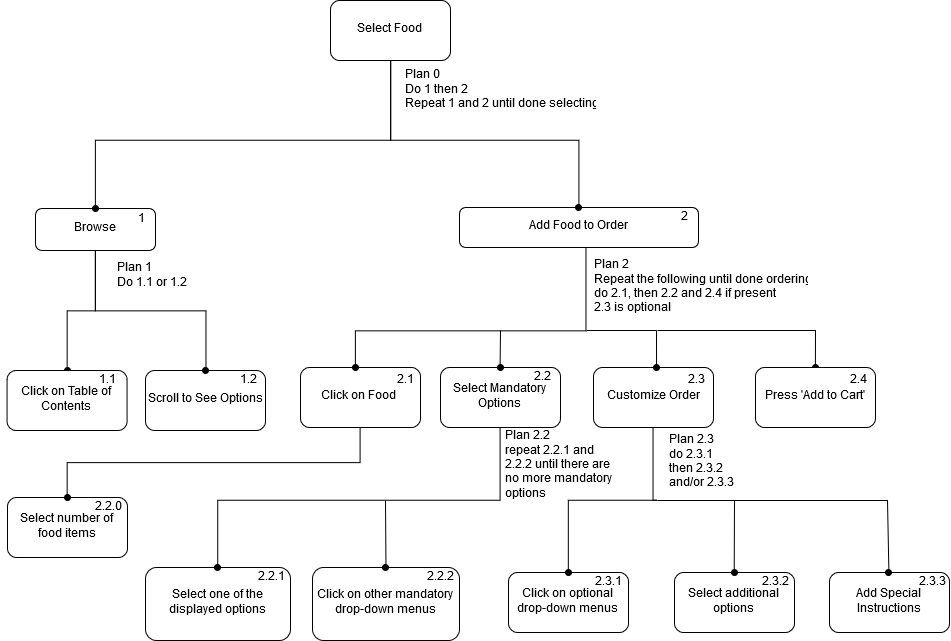 Select Food
Plan 0
Do 1 then 2
Repeat 1 and 2 until done selecting
1
Browse
2
Add Food to Order
Plan 1
Do 1.1 or 1.2
Plan 2
Repeat the following until done ordering
do 2.1, then 2.2 and 2.4 if present
2.3 is optional
1.1
Click on Table of
Contents
1.2
Scroll to See Options
2.1
Click on Food
2.2
Select Mandatory
Options
2.3
Customize Order
2.4
Press 'Add to Cart'
Plan 2.2
repeat 2.2.1 and
2.2.2 until there are
no more mandatory
options
Plan 2.3
do 2.3.1
then 2.3.2
and/or 2.3.3
2.2.0
Select number of
food items
2.2.1
Select one of the
displayed options
2.2.2
Click on other mandatory
drop-down menus
2.3.1
Click on optional
drop-down menus
2.3.2
Select additional
options
2.3.3
Add Special
Instructions